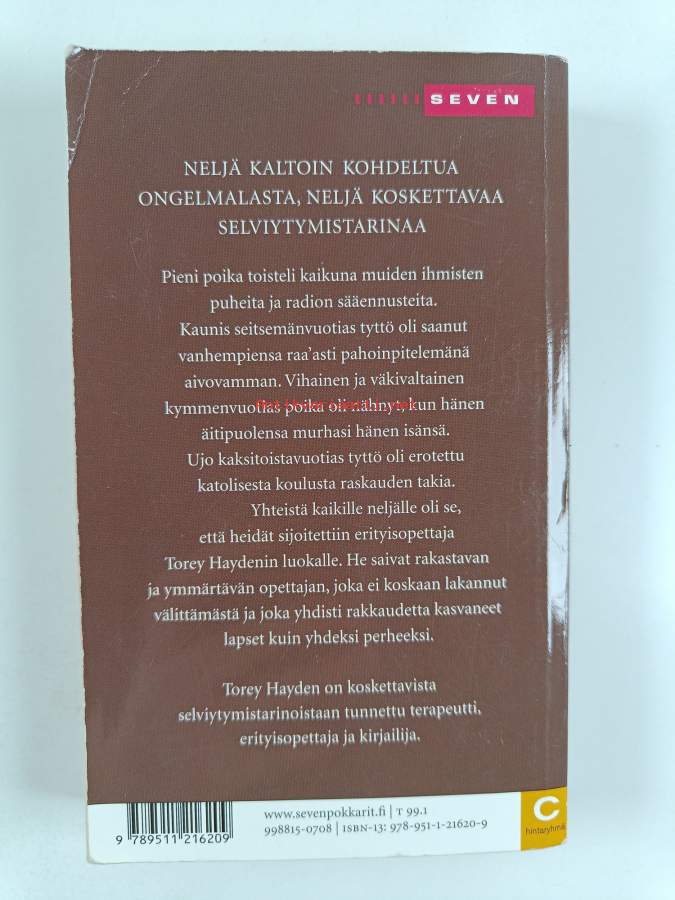 SEVEN
NELJÄ KALTOIN KOHDELTUA
ONGELMALASTA, NELJÄ KOSKETTAVAA
SELVIYTYMISTARINAA
Pieni poika toisteli kaikuna muiden ihmisten
puheita ja radion sääennusteita.
Kaunis seitsemänvuotias tyttö oli saanut
vanhempiensa raa'asti pahoinpitelemänä
aivovamman. Vihainen ja väkivaltainen
kymmenvuotias poika oli nähnyt kun hänen
äitipuolensa murhasi hänen isänsä.
Ujo kaksitoistavuotias tyttö oli erotettu
katolisesta koulusta raskauden takia.
Yhteistä kaikille neljälle oli se,
että heidät sijoitettiin erityisopettaja
Torey Haydenin luokalle. He saivat rakastavan
ja ymmärtävän opettajan, joka ei koskaan lakannut
välittämästä ja joka yhdisti rakkaudetta kasvaneet
lapset kuin yhdeksi perheeksi.
Torey Hayden on koskettavista
selviytymistarinoistaan tunnettu terapeutti,
erityisopettaja ja kirjailija.
www.sevenpokkarit.fi | T 99.1
998815-0708 | ISBN-13: 978-951-1-21620-9
9 789511 216209
C
hintaryhmä